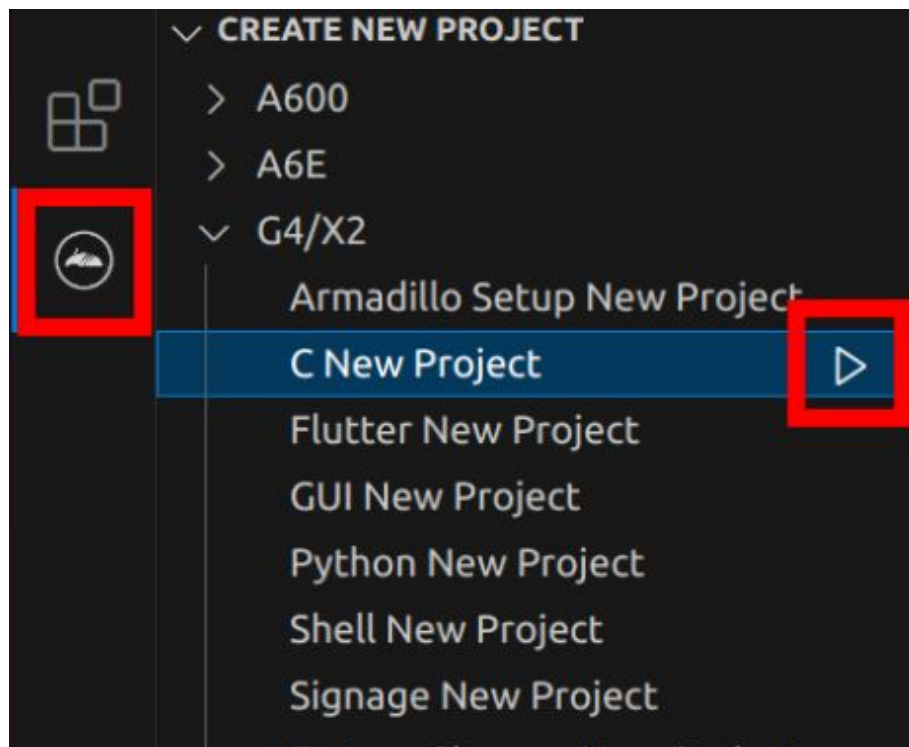 CREATE NEW PROJECT
A600
A6E
G4/X2
Armadillo Setup New Project
C New Project
Flutter New Project
GUI New Project
Python New Project
Shell New Project
Signage New Project